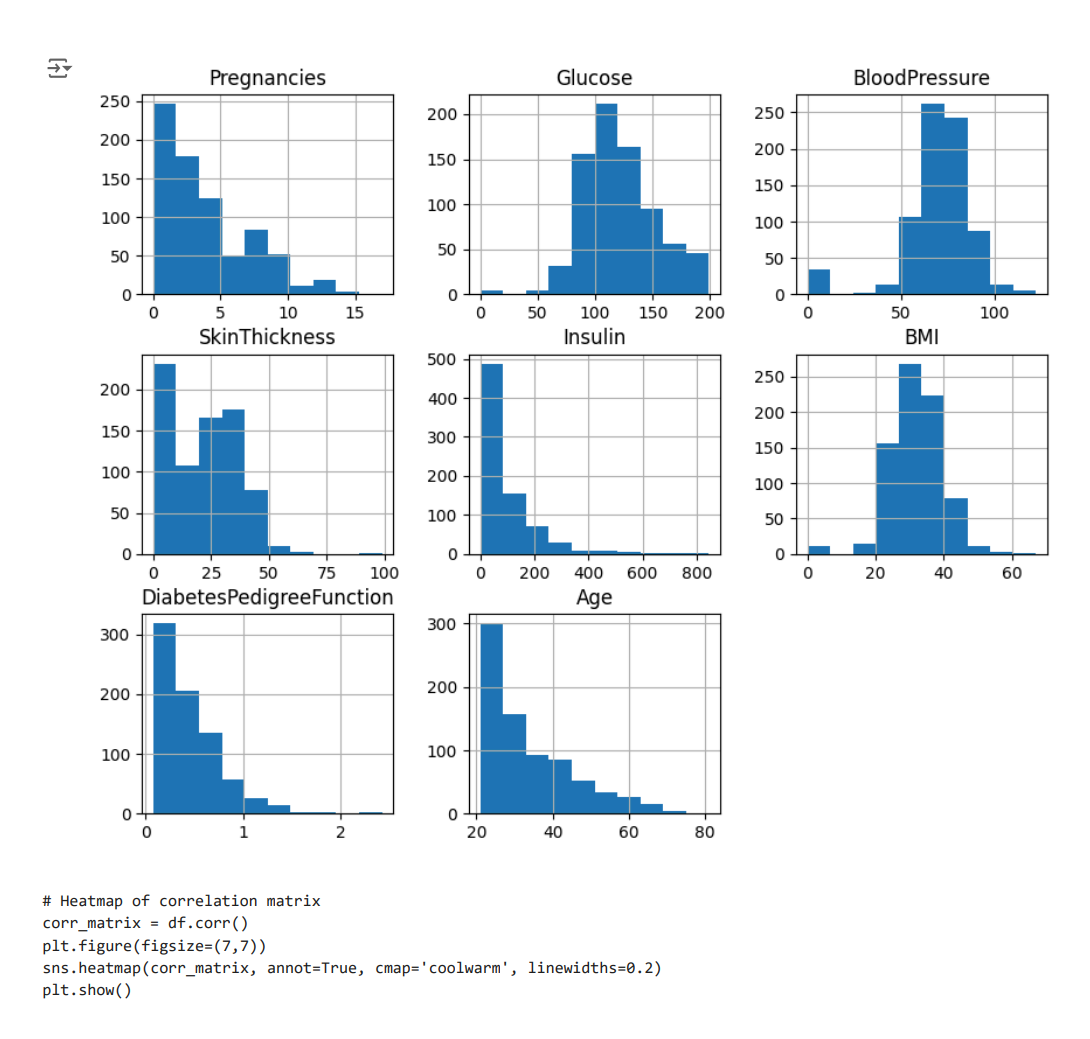 Pregnancies
250
200
150
100
50
0
0 5 10 15
Glucose
200
150
100
50
0
0 50 100 150 200
BloodPressure
250
200
150
100
50
0
50 100
0
SkinThickness
200
150
100
50
0
0 25 50 75 100
Insulin
500
400
300
200
100
0
0 200 400 600 800
BMI
250
200
150
100
50
0
0 20 40 60
DiabetesPedigreeFunction
300
200
100
0
0 1 2
Age
300
200
100
0
20 40 60 80
# Heatmap of correlation matrix
corr_matrix = df.corr()
plt.figure(figsize=(7,7))
sns.heatmap(corr_matrix, annot=True, cmap='coolwarm', linewidths=0.2)
plt.show()